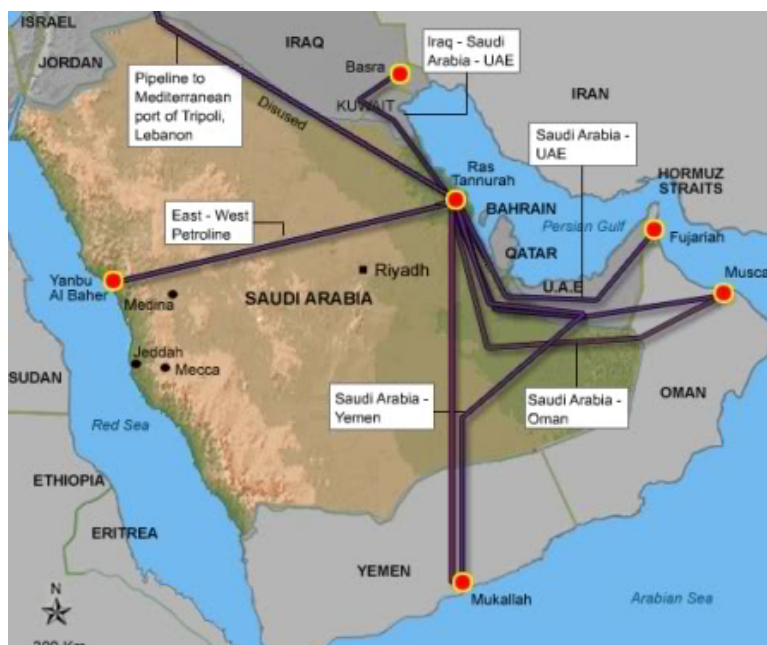 ISRAEL
JORDAN
IRAQ
Basra
KUWAIT
Iraq - Saudi
Arabia - UAE
IRAN
Pipeline to
Mediterranean
port of Tripoli,
Lebanon
Disused
Saudi Arabia -
UAE
HORMUZ
STRAITS
Ras
Tannurah
BAHRAIN
Persian Gulf
QATAR
Fujariah
U.A.E
East - West
Petroline
Riyadh
Yanbu
Al Baher
Medina
SAUDI ARABIA
Musca
Jeddah
Mecca
SUDAN
Red Sea
Saudi Arabia -
Yemen
Saudi Arabia -
Oman
OMAN
ETHIOPIA
ERITREA
YEMEN
Mukallah
Arabian Sea
N